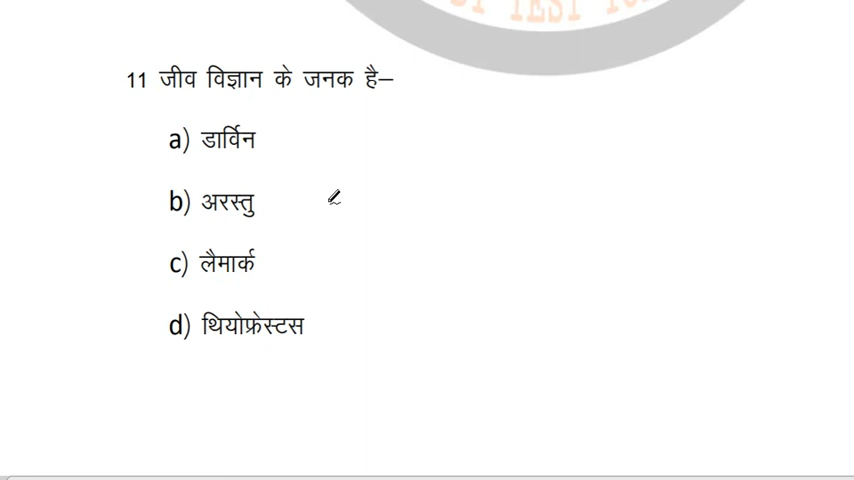 11 जीव विज्ञान के जनक है–
a) डार्विन
b) अरस्तु
c) लैमार्क
d) थियोफ्रेस्टस